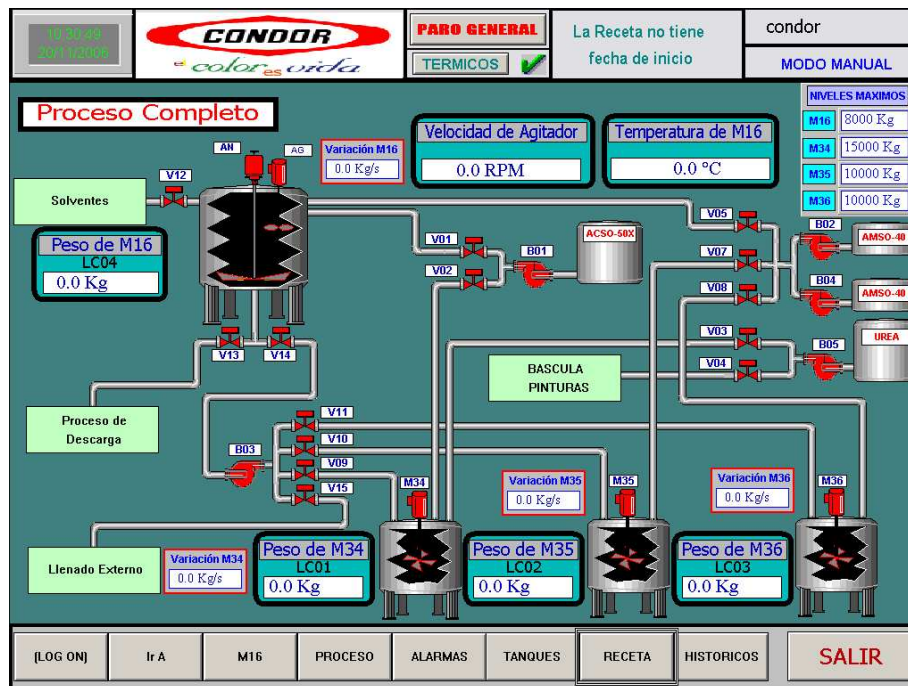 10:30:49
20/11/2006
CONDOR
el color es vida
PARO GENERAL
TERMICOS
La Receta no tiene
fecha de inicio
condor
MODO MANUAL
Proceso Completo
NIVELES MAXIMOS
M16 8000 Kg
M34 15000 Kg
M35 10000 Kg
M36 10000 Kg
AN
AG
Variación M16
0.0 Kg/s
Velocidad de Agitador
0.0 RPM
Temperatura de M16
0.0 ºC
V12
Solventes
Peso de M16
LC04
0.0 Kg
V01
V02
B01
ACSO-50X
V05
V07
V08
B02
AMSO-40
B04
AMSO-40
V03
V04
B05
UREA
V13
V14
BASCULA
PINTURAS
Proceso de
Descarga
B03
V11
V10
V09
V15
M34
M35
M36
Variación M35
0.0 Kg/s
Variación M36
0.0 Kg/s
Llenado Externo
Variación M34
0.0 Kg/s
Peso de M34
LC01
0.0 Kg
Peso de M35
LC02
0.0 Kg
Peso de M36
LC03
0.0 Kg
(LOG ON)
Ir A
M16
PROCESO
ALARMAS
TANQUES
RECETA
HISTORICOS
SALIR